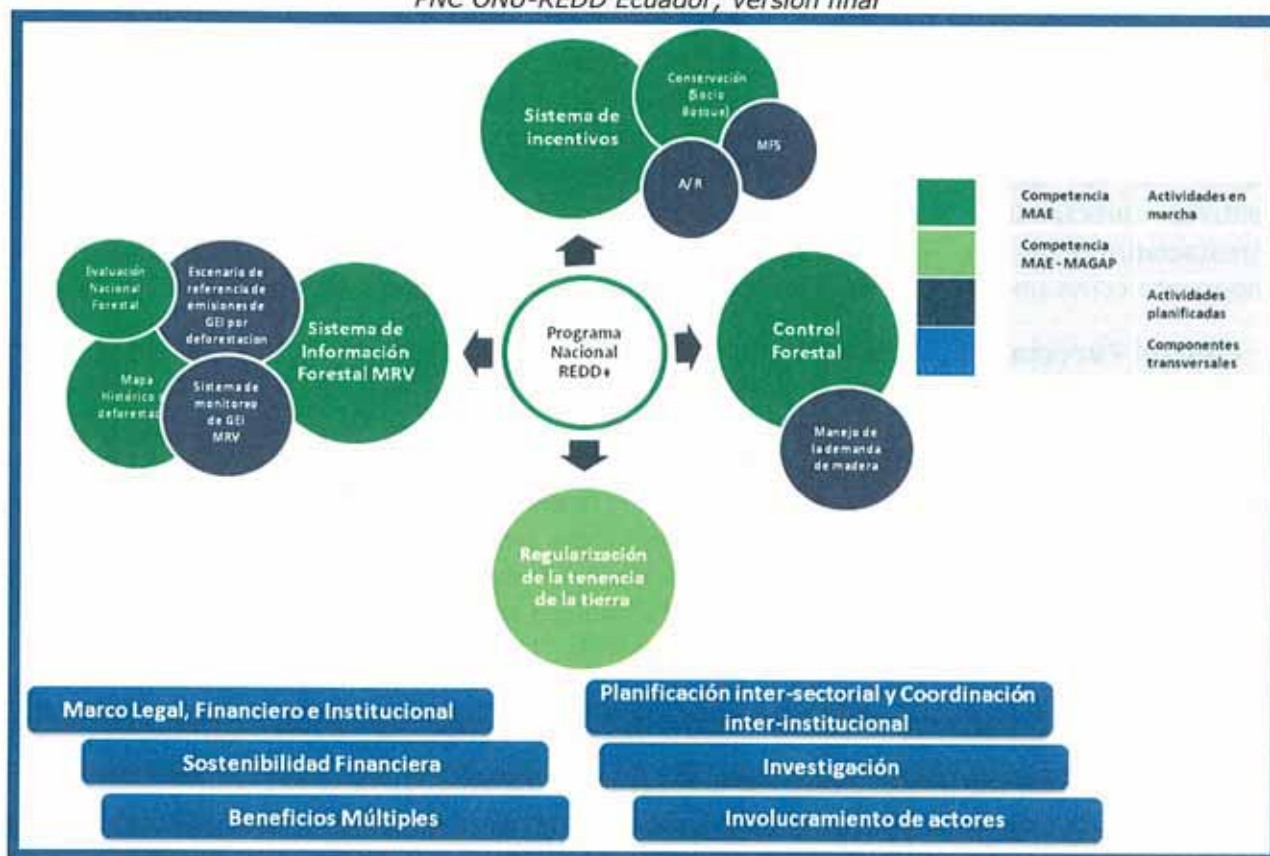 PNC ONU-REDD Ecuador, versión final
Sistema de
incentivos
Conservación
(Socio
Bosque)
MFS
A/R
Competencia
MAE
Actividades en
marcha
Competencia
MAE - MAGAP
Actividades
planificadas
Componentes
transversales
Evaluación
Nacional
Forestal
Escenario de
referencia de
emisiones de
GEI por
deforestacion
Mapa
Histórico
Sistema de
monitoreo
de GEI
MRV
Sistema de
Información
Forestal MRV
Programa
Nacional
REDD+
Control
Forestal
Manejo de
la demanda
de madera
Regularización
de la tenencia
de la tierra
Marco Legal, Financiero e Institucional
Sostenibilidad Financiera
Beneficios Múltiples
Planificación inter-sectorial y Coordinación
inter-institucional
Investigación
Involucramiento de actores